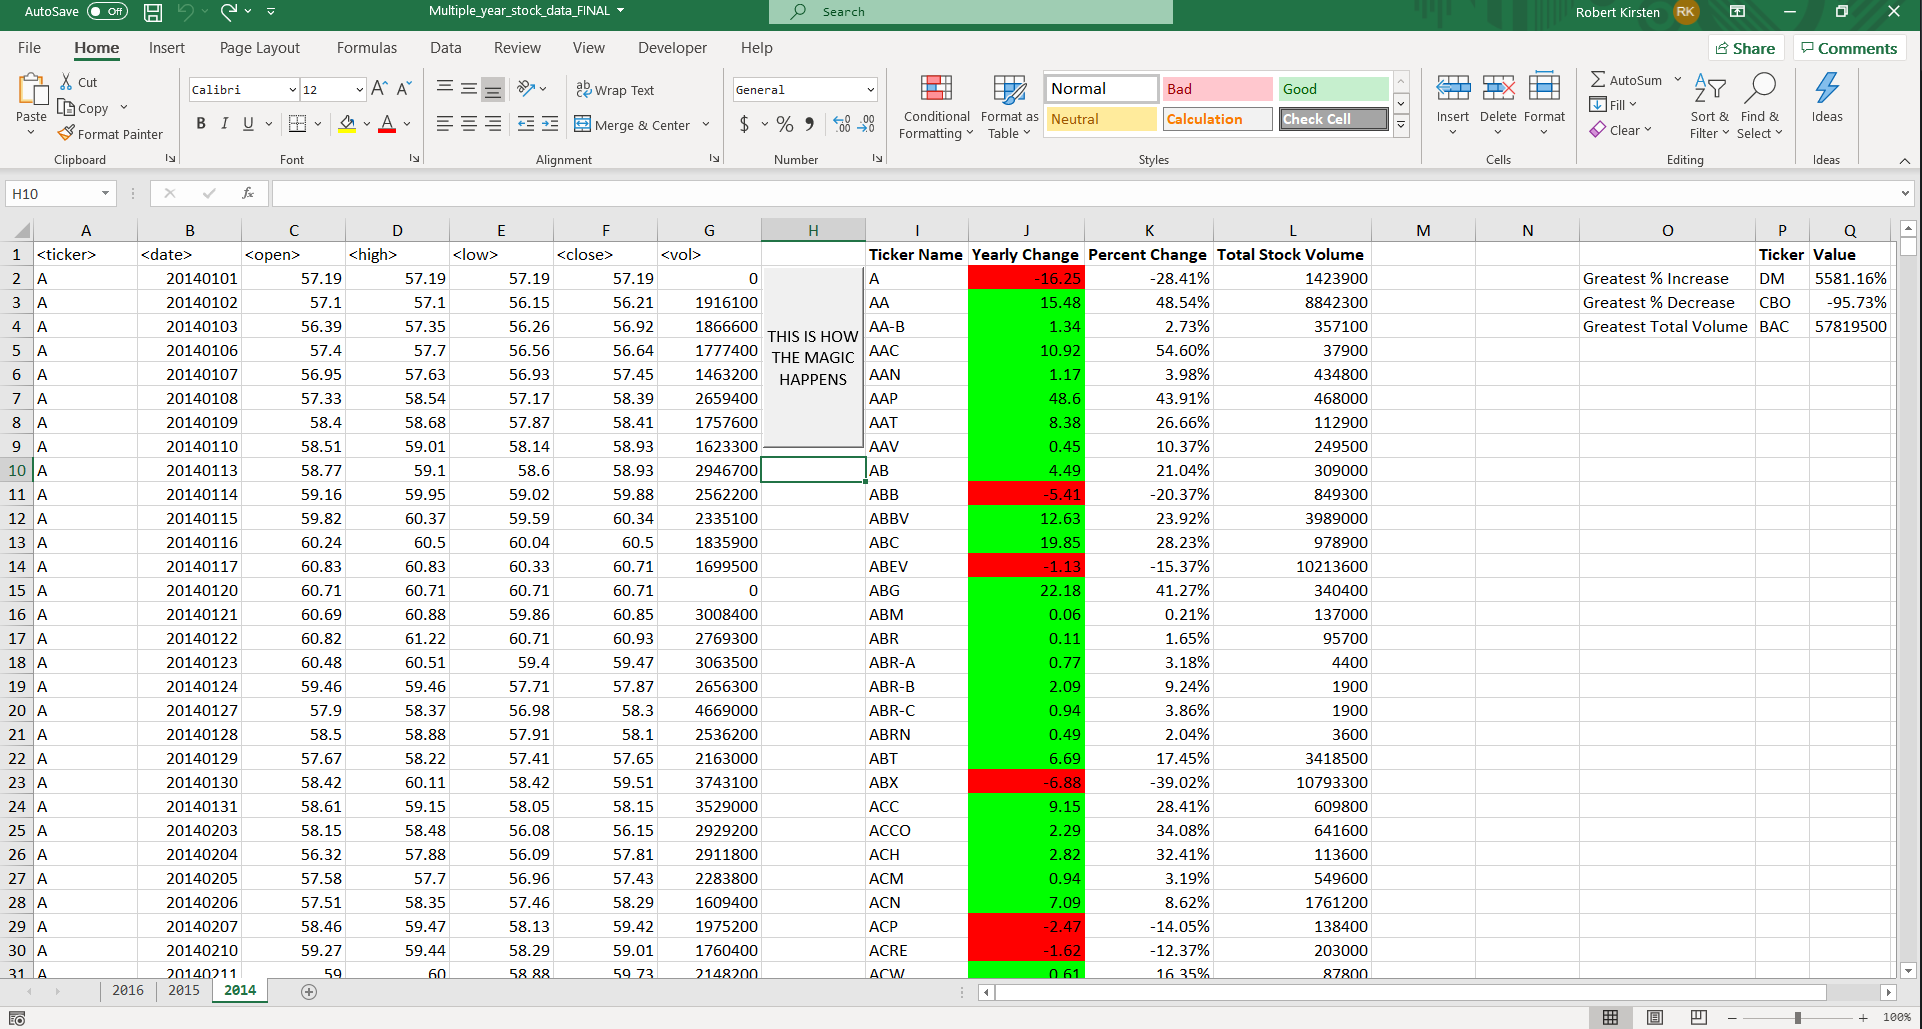 AutoSave Off Multiple_year_stock_data_FINAL Search Robert Kirsten RK
File Home Insert Page Layout Formulas Data Review View Developer Help Share Comments
Paste
Cut
Copy
Format Painter
Clipboard
Calibri 12
B I U
Font
Wrap Text
Merge & Center
Alignment
General
$ % ,
Number
Conditional Formatting
Format as Table
Normal Bad Good
Neutral Calculation Check Cell
Styles
Insert Delete Format
Cells
AutoSum
Fill
Clear
Sort & Filter
Find & Select
Editing
Ideas
Ideas
H10 fx
A B C D E F G H I J K L M N O P Q
1 <ticker> <date> <open> <high> <low> <close> <vol> Ticker Name Yearly Change Percent Change Total Stock Volume Ticker Value
2 A 20140101 57.19 57.19 57.19 57.19 0 A -16.25 -28.41% 1423900 Greatest % Increase DM 5581.16%
3 A 20140102 57.1 57.1 56.15 56.21 1916100 AA 15.48 48.54% 8842300 Greatest % Decrease CBO -95.73%
4 A 20140103 56.39 57.35 56.26 56.92 1866600 AA-B 1.34 2.73% 357100 Greatest Total Volume BAC 57819500
THIS IS HOW
THE MAGIC
HAPPENS
5 A 20140106 57.4 57.7 56.56 56.64 1777400 AAC 10.92 54.60% 37900
6 A 20140107 56.95 57.63 56.93 57.45 1463200 AAN 1.17 3.98% 434800
7 A 20140108 57.33 58.54 57.17 58.39 2659400 AAP 48.6 43.91% 468000
8 A 20140109 58.4 58.68 57.87 58.41 1757600 AAT 8.38 26.66% 112900
9 A 20140110 58.51 59.01 58.14 58.93 1623300 AAV 0.45 10.37% 249500
10 A 20140113 58.77 59.1 58.6 58.93 2946700 AB 4.49 21.04% 309000
11 A 20140114 59.16 59.95 59.02 59.88 2562200 ABB -5.41 -20.37% 849300
12 A 20140115 59.82 60.37 59.59 60.34 2335100 ABBV 12.63 23.92% 3989000
13 A 20140116 60.24 60.5 60.04 60.5 1835900 ABC 19.85 28.23% 978900
14 A 20140117 60.83 60.83 60.33 60.71 1699500 ABEV -1.13 -15.37% 10213600
15 A 20140120 60.71 60.71 60.71 60.71 0 ABG 22.18 41.27% 340400
16 A 20140121 60.69 60.88 59.86 60.85 3008400 ABM 0.06 0.21% 137000
17 A 20140122 60.82 61.22 60.71 60.93 2769300 ABR 0.11 1.65% 95700
18 A 20140123 60.48 60.51 59.4 59.47 3063500 ABR-A 0.77 3.18% 4400
19 A 20140124 59.46 59.46 57.71 57.87 2656300 ABR-B 2.09 9.24% 1900
20 A 20140127 57.9 58.37 56.98 58.3 4669000 ABR-C 0.94 3.86% 1900
21 A 20140128 58.5 58.88 57.91 58.1 2536200 ABRN 0.49 2.04% 3600
22 A 20140129 57.67 58.22 57.41 57.65 2163000 ABT 6.69 17.45% 3418500
23 A 20140130 58.42 60.11 58.42 59.51 3743100 ABX -6.88 -39.02% 10793300
24 A 20140131 58.61 59.15 58.05 58.15 3529000 ACC 9.15 28.41% 609800
25 A 20140203 58.15 58.48 56.08 56.15 2929200 ACCO 2.29 34.08% 641600
26 A 20140204 56.32 57.88 56.09 57.81 2911800 ACH 2.82 32.41% 113600
27 A 20140205 57.58 57.7 56.96 57.43 2283800 ACM 0.94 3.19% 549600
28 A 20140206 57.51 58.35 57.46 58.29 1609400 ACN 7.09 8.62% 1761200
29 A 20140207 58.46 59.47 58.13 59.42 1975200 ACP -2.47 -14.05% 138400
30 A 20140210 59.27 59.44 58.29 59.01 1760400 ACRE -1.62 -12.37% 203000
31 A 20140211 59 60 58.88 59.73 2148200 ACW 0.61 16.35% 87800
2016 2015 2014
100%